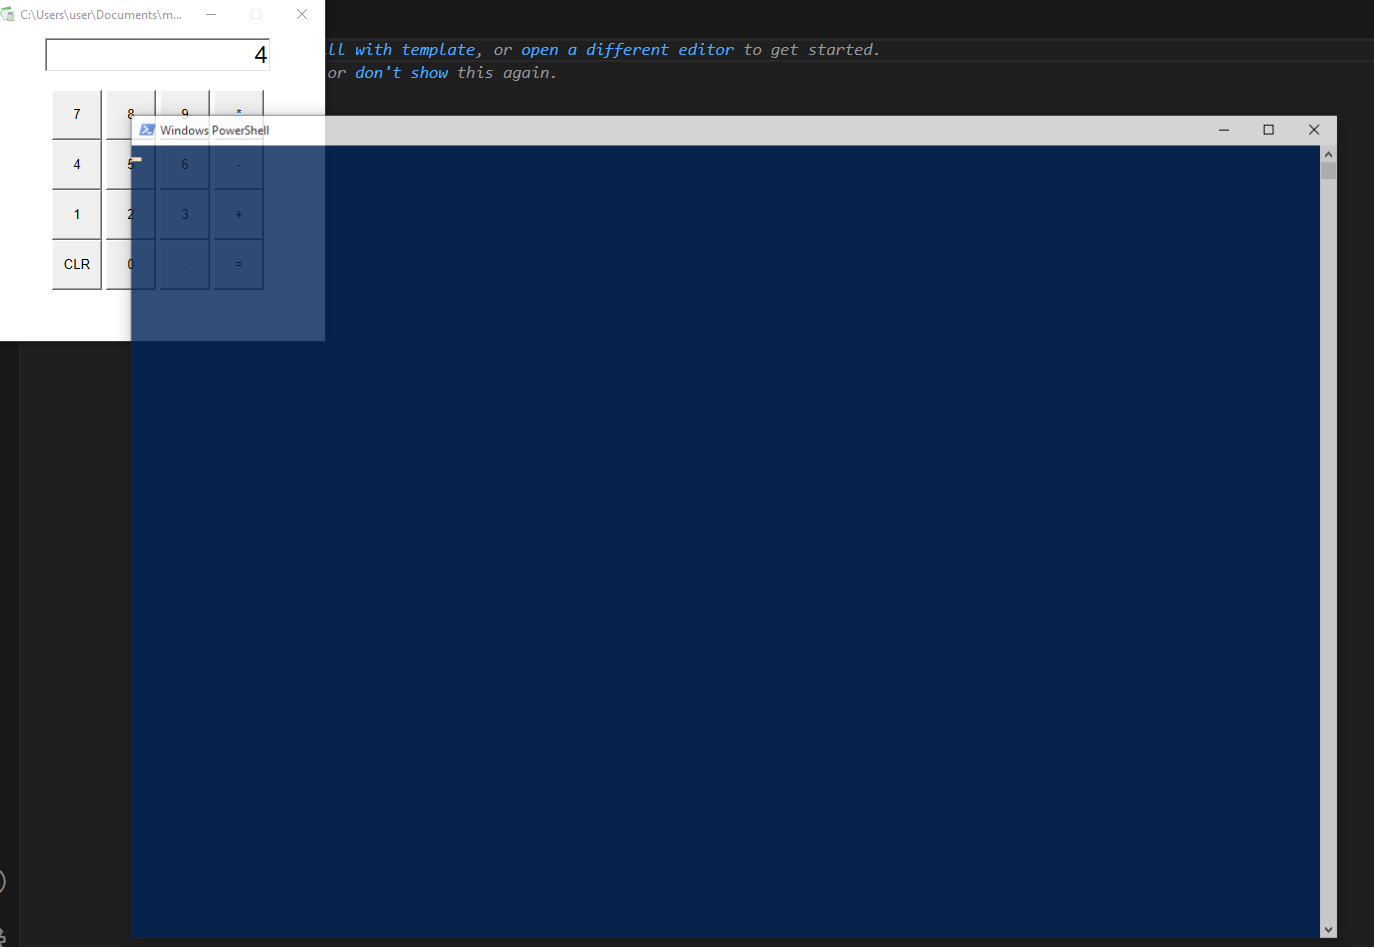 C:\Users\user\Documents\m...
4
ll with template, or open a different editor to get started.
or don't show this again.
7 8 9 *
Windows PowerShell
4 5 6 -
1 2 3 +
CLR 0 . =